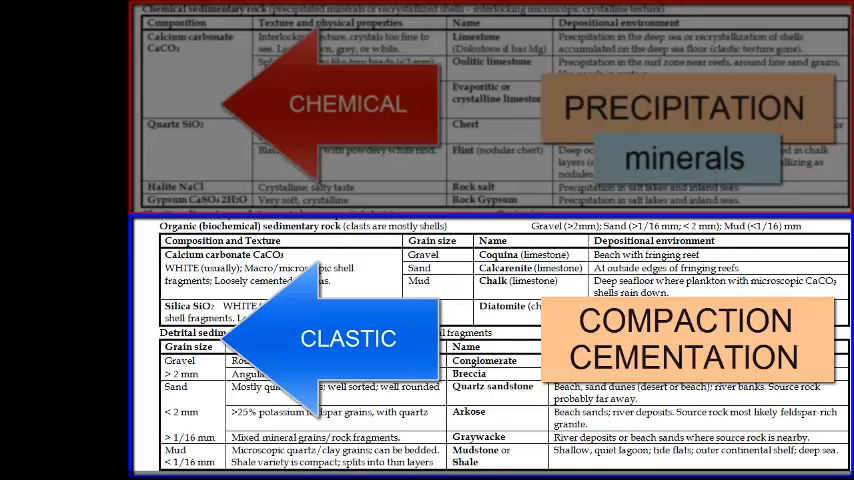 Chemical sedimentary rock (precipitated minerals or recrystallized shells – interlocking microscopic crystalline texture)
Composition Texture and physical properties Name Depositional environment
Calcium carbonate CaCO3 Limestone (Dolostone if has Mg) Precipitation in the deep sea or recrystallization of shells
accumulated on the deep sea floor (clastic texture gone).
see. grey, or white.
Oolitic limestone Precipitation in the surf zone near reefs, around fine sand grains.
Evaporitic or
crystalline limestone
CHEMICAL
PRECIPITATION
minerals
Quartz SiO2 Chert
with powdery white rind. Flint (nodular chert)
Halite NaCl Crystalline; salty taste Rock salt Precipitation in salt lakes and inland seas.
Gypsum CaSO4 2H2O Very soft, crystalline Rock Gypsum Precipitation in salt lakes and inland seas.
Organic (biochemical) sedimentary rock (clasts are mostly shells) Gravel (>2mm); Sand (>1/16 mm; < 2 mm); Mud (<1/16) mm
Composition and Texture Grain size Name Depositional environment
Calcium carbonate CaCO3 Gravel Coquina (limestone) Beach with fringing reef
WHITE (usually); shell Sand Calcarenite (limestone) At outside edges of fringing reefs
fragments; Loosely Mud Chalk (limestone) Deep seafloor where plankton with microscopic CaCO3
shells rain down.
Silica SiO2 WHITE Diatomite
shell fragments.
CLASTIC
COMPACTION
CEMENTATION
Detrital fragments
Grain size Name
Gravel Conglomerate
> 2 mm Breccia
Sand Mostly well sorted; well rounded Quartz sandstone Beach, sand dunes (desert or beach); river banks. Source rock
probably far away.
< 2 mm >25% potassium feldspar grains, with quartz Arkose Beach sands; river deposits. Source rock most likely feldspar-rich
granite.
> 1/16 mm Mixed mineral grains/rock fragments. Graywacke River deposits or beach sands where source rock is nearby.
Mud Microscopic quartz/clay grains; can be bedded. Mudstone or Shallow, quiet lagoon; tide flats; outer continental shelf; deep sea.
< 1/16 mm Shale variety is compact; splits into thin layers Shale